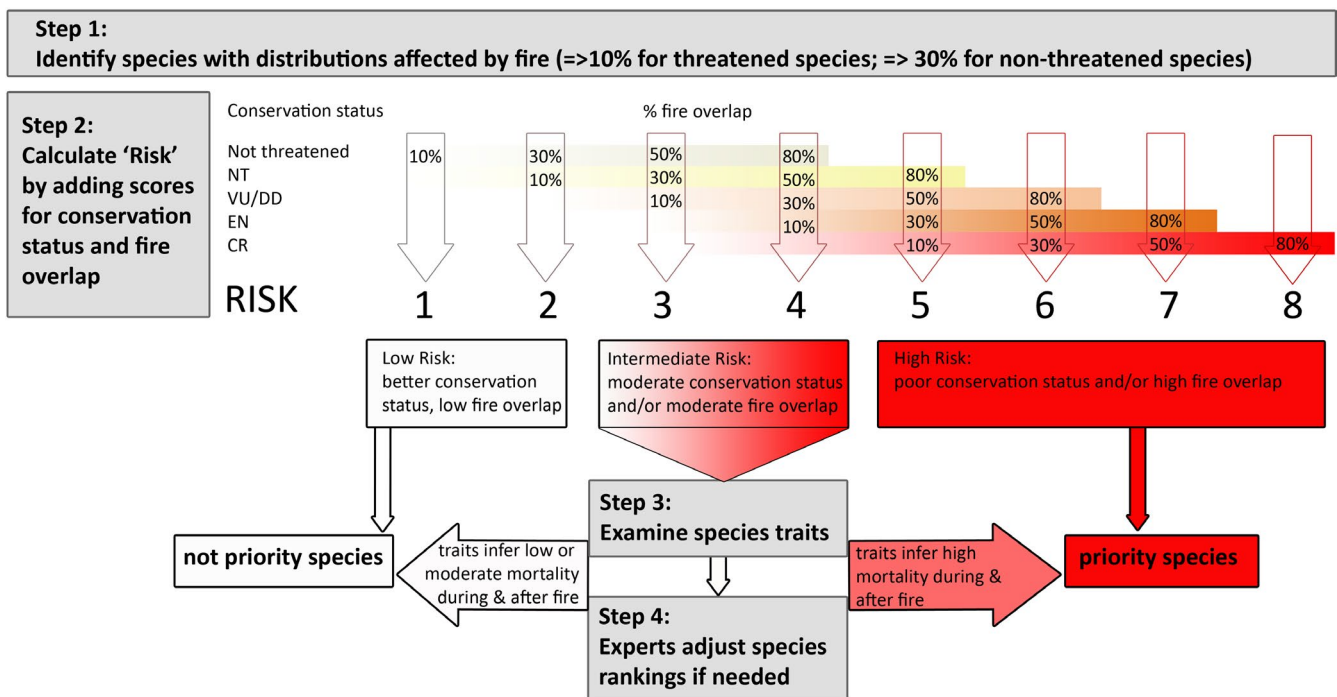 Step 1:
Identify species with distributions affected by fire (=>10% for threatened species; => 30% for non-threatened species)
Step 2:
Calculate ‘Risk’
by adding scores
for conservation
status and fire
overlap
Conservation status
% fire overlap
Not threatened 10% 30% 50% 80%
NT 10% 30% 50% 80%
VU/DD 10% 30% 50% 80%
EN 10% 30% 50% 80%
CR 10% 30% 50% 80%
RISK 1 2 3 4 5 6 7 8
Low Risk:
better conservation
status, low fire overlap
Intermediate Risk:
moderate conservation status
and/or moderate fire overlap
High Risk:
poor conservation status and/or high fire overlap
Step 3:
Examine species traits
not priority species
traits infer low or
moderate mortality
during & after fire
traits infer high
mortality during &
after fire
priority species
Step 4:
Experts adjust species
rankings if needed